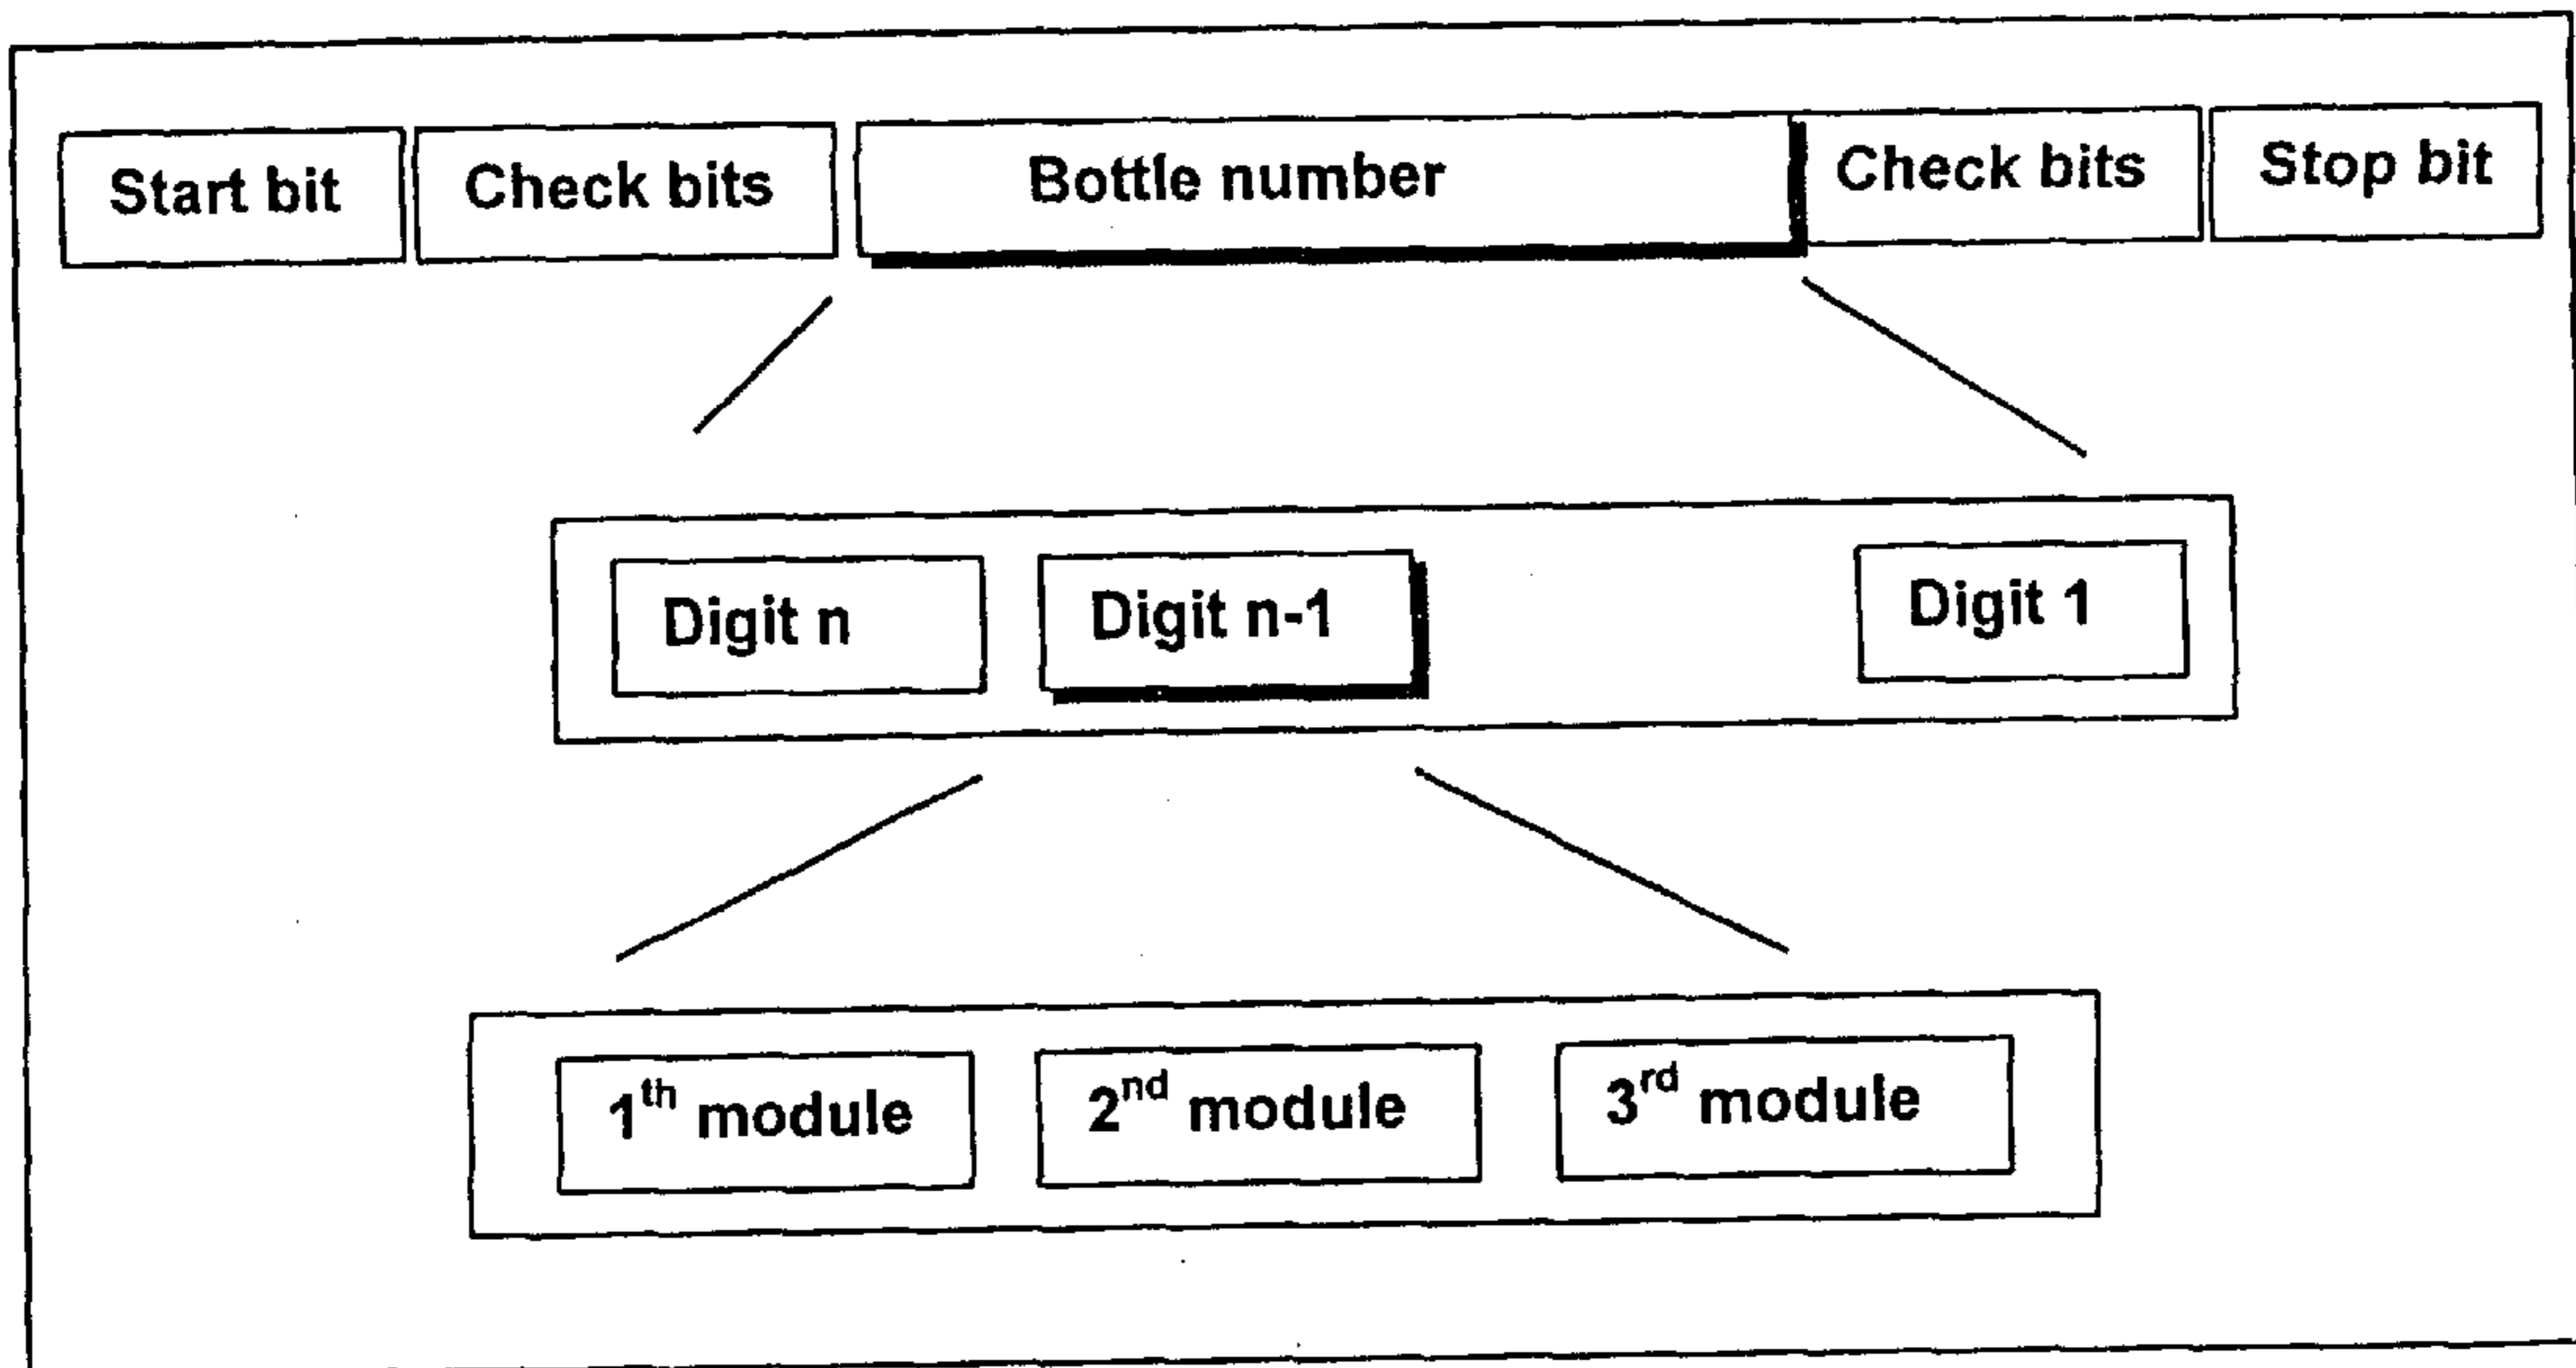 Start bit Check bits Bottle number Check bits Stop bit
Digit n Digit n-1 Digit 1
1th module 2nd module 3rd module